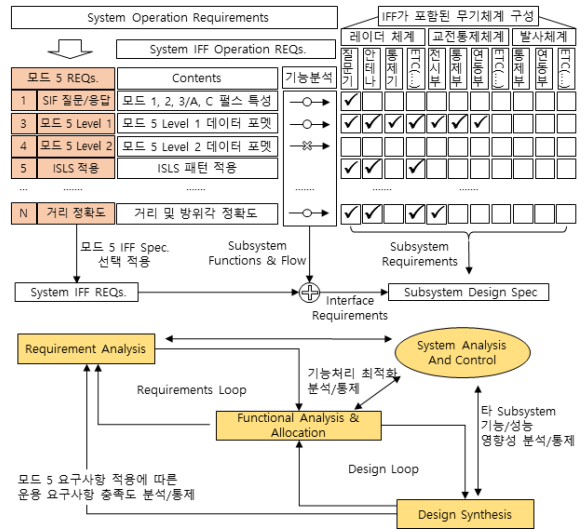 System Operation Requirements
IFF가 포함된 무기체계 구성
System IFF Operation REQs.
레이더 체계
교전통제 체계
발사체계
모드 5 REQs.
Contents
기능분석
질문기
안테나
통제기
ETC(...)
전시부
통제부
연동부
ETC(...)
통제부
연동부
ETC(...)
1 SIF 질문/응답 모드 1, 2, 3/A, C 펄스 특성
3 모드 5 Level 1 모드 5 Level 1 데이터 포멧
4 모드 5 Level 2 모드 5 Level 2 데이터 포멧
5 ISLS 적용 ISLS 패턴 적용
.... ....... ....... ....... .......
N 거리 정확도 거리 및 방위각 정확도
모드 5 IFF Spec.
선택 적용
Subsystem
Functions & Flow
Subsystem
Requirements
System IFF REQs.
Interface
Requirements
Subsystem Design Spec
Requirement Analysis
System Analysis
And Control
기능처리 최적화
분석/통제
Requirements Loop
Functional Analysis &
Allocation
타 Subsystem
기능/성능
영향성 분석/통제
Design Loop
모드 5 요구사항 적용에 따른
운용 요구사항 충족도 분석/통제
Design Synthesis